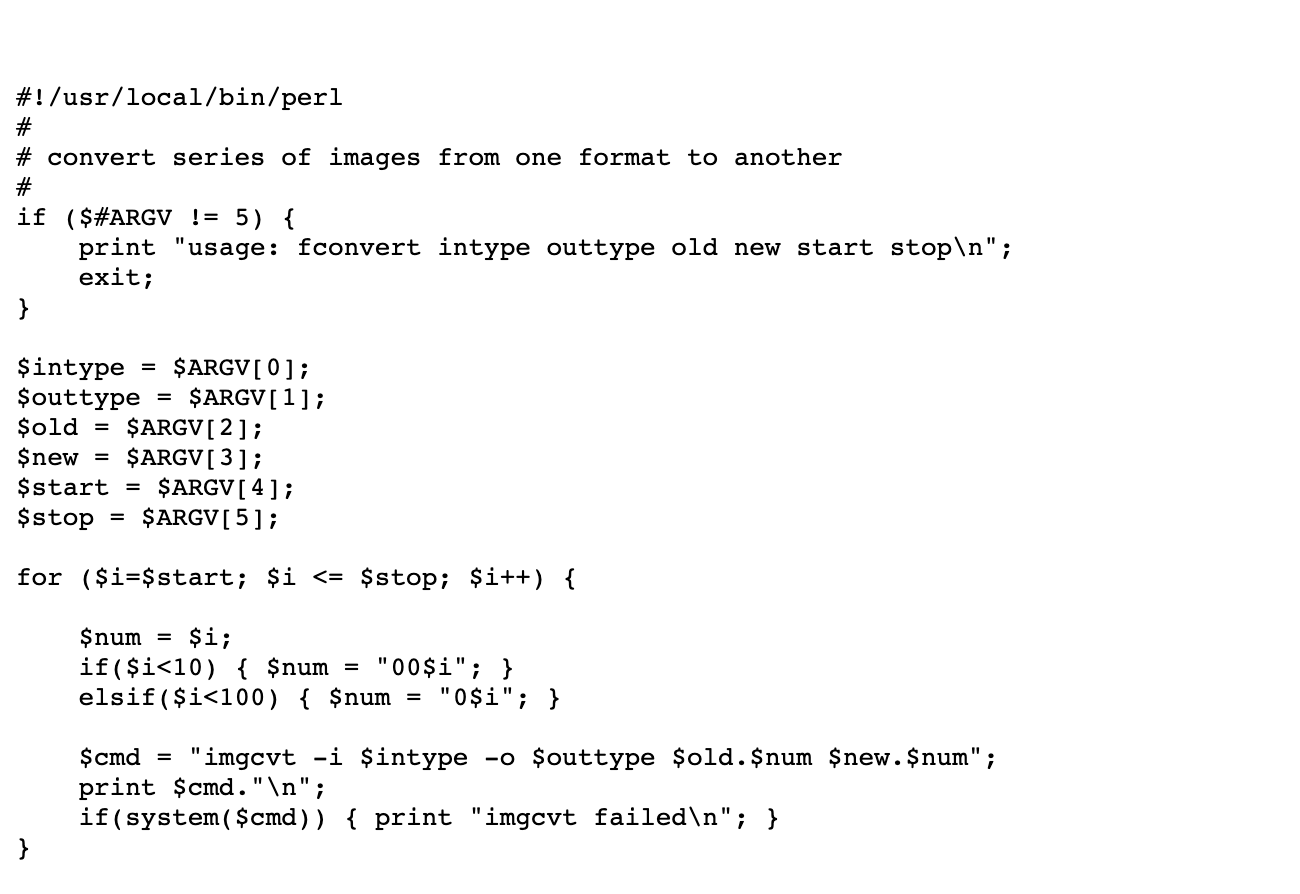 #!/usr/local/bin/perl
#
# convert series of images from one format to another
#
if ($#ARGV != 5) {
    print "usage: fconvert intype outtype old new start stop\n";
    exit;
}

$intype = $ARGV[0];
$outtype = $ARGV[1];
$old = $ARGV[2];
$new = $ARGV[3];
$start = $ARGV[4];
$stop = $ARGV[5];

for ($i=$start; $i <= $stop; $i++) {

    $num = $i;
    if($i<10) { $num = "00$i"; }
    elsif($i<100) { $num = "0$i"; }

    $cmd = "imgcvt -i $intype -o $outtype $old.$num $new.$num";
    print $cmd."\n";
    if(system($cmd)) { print "imgcvt failed\n"; }
}